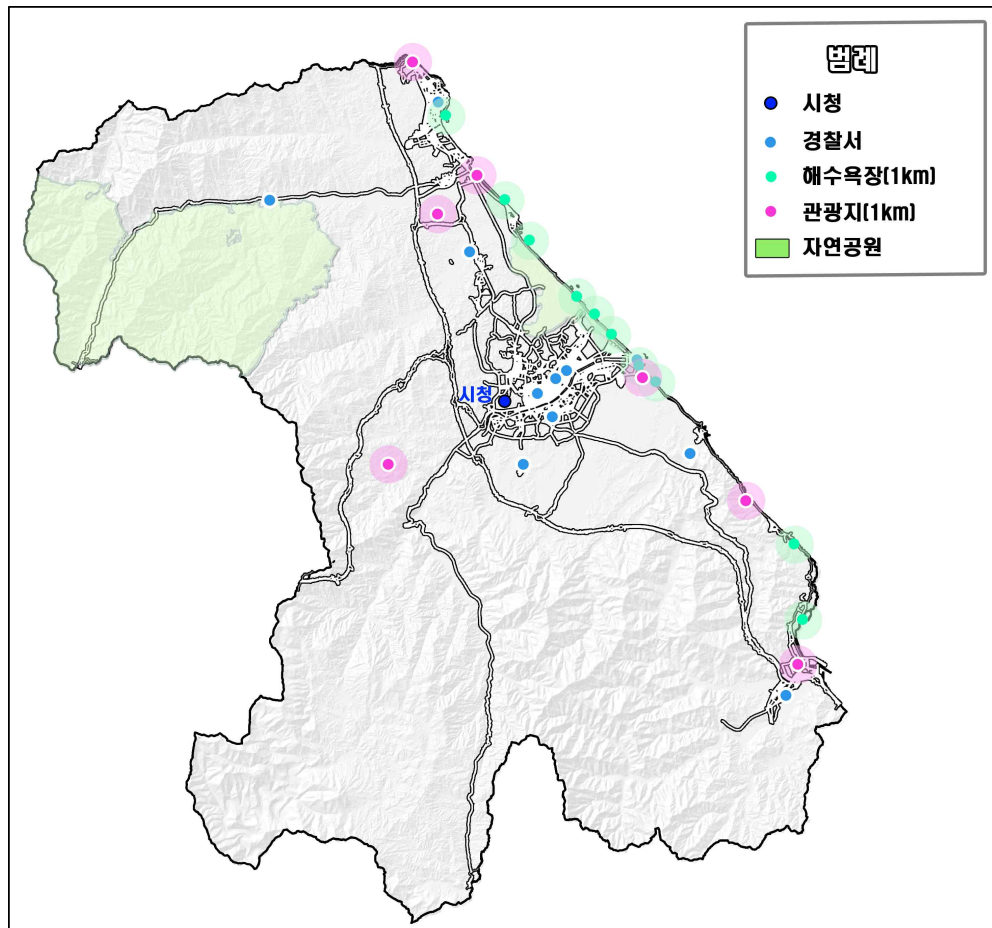 범례
시청
경찰서
해수욕장(1km)
관광지(1km)
자연공원
시청